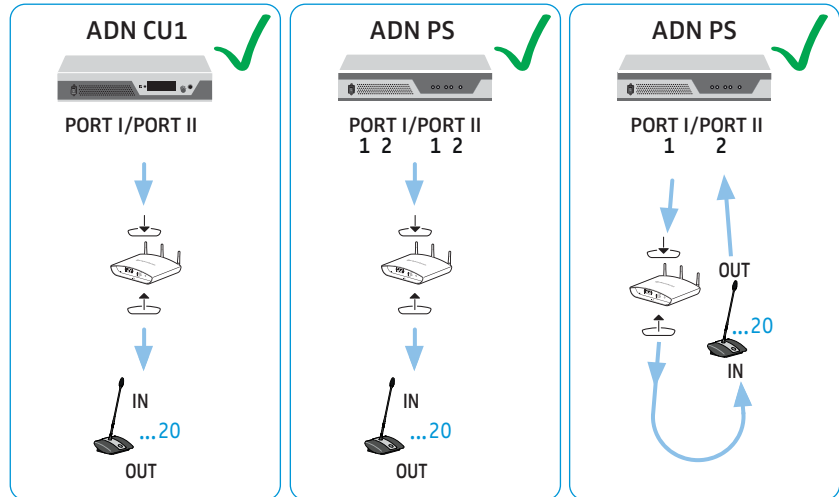 ADN CU1
PORT I/PORT II
IN
...20
OUT
ADN PS
PORT I/PORT II
1 2 1 2
IN
...20
OUT
ADN PS
PORT I/PORT II
1 2
OUT
...20
IN